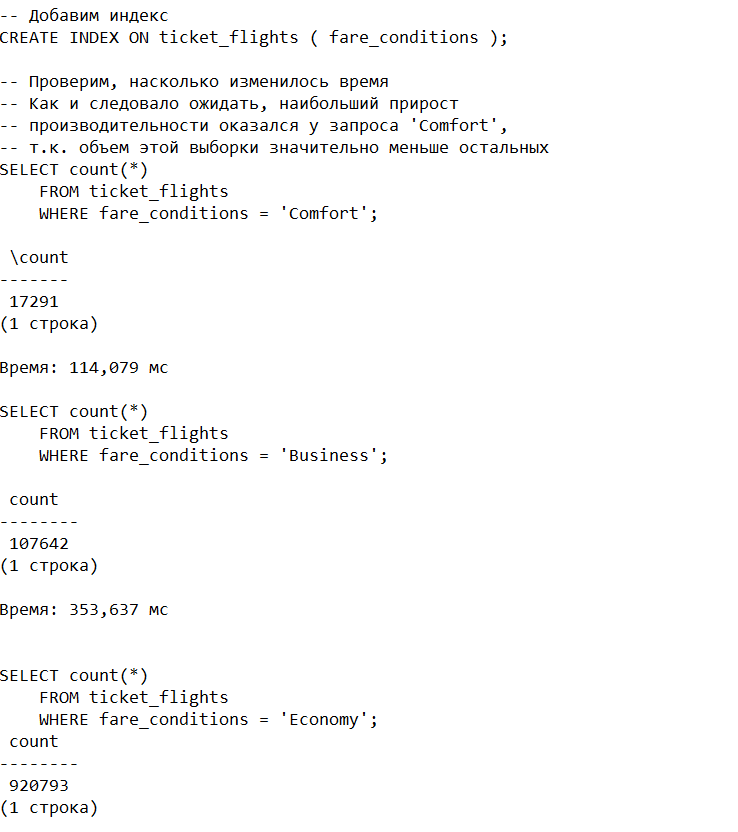 -- Добавим индекс
CREATE INDEX ON ticket_flights ( fare_conditions );
-- Проверим, насколько изменилось время
-- Как и следовало ожидать, наибольший прирост
-- производительности оказался у запроса 'Comfort',
-- т.к. объем этой выборки значительно меньше остальных
SELECT count(*)
    FROM ticket_flights
    WHERE fare_conditions = 'Comfort';
 \count
-------
 17291
(1 строка)
Время: 114,079 мс
SELECT count(*)
    FROM ticket_flights
    WHERE fare_conditions = 'Business';
 count
--------
 107642
(1 строка)
Время: 353,637 мс
SELECT count(*)
    FROM ticket_flights
    WHERE fare_conditions = 'Economy';
 count
--------
 920793
(1 строка)